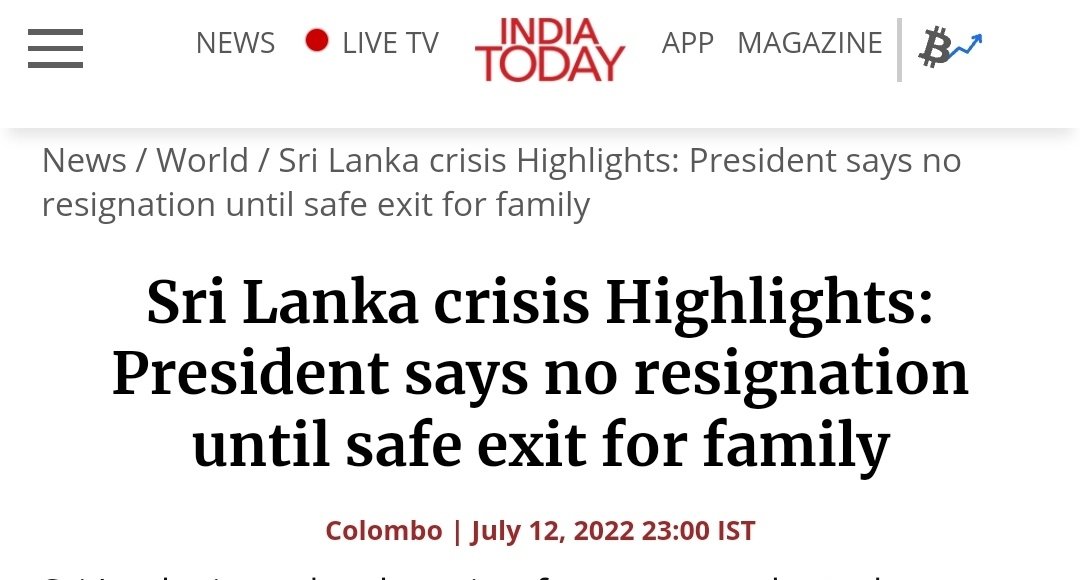 NEWS LIVE TV INDIA TODAY APP MAGAZINE
News / World / Sri Lanka crisis Highlights: President says no
resignation until safe exit for family
Sri Lanka crisis Highlights:
President says no resignation
until safe exit for family
Colombo | July 12, 2022 23:00 IST